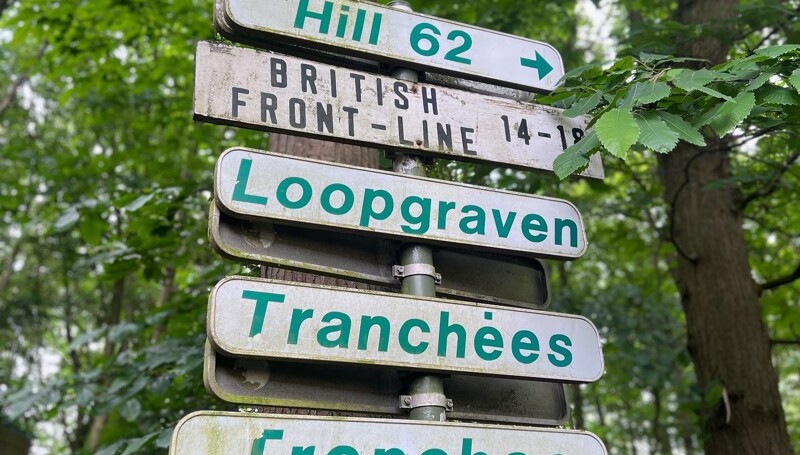 Hill 62 →
BRITISH
FRONT-LINE 14-18
Loopgraven
Tranchées